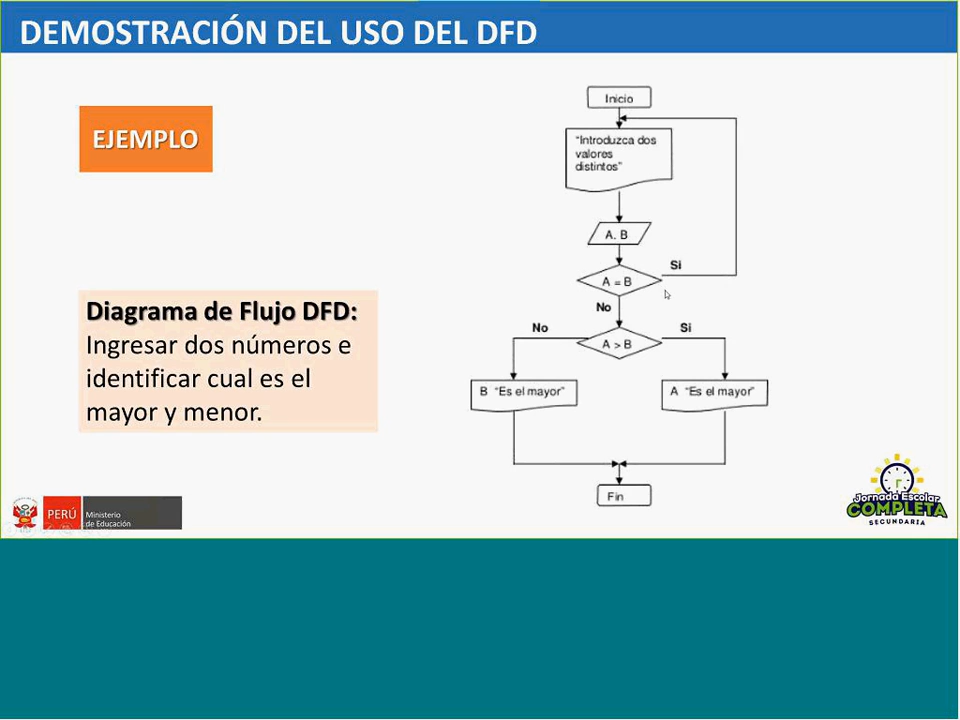 DEMOSTRACIÓN DEL USO DEL DFD
EJEMPLO
Diagrama de Flujo DFD:
Ingresar dos números e
identificar cual es el
mayor y menor.
Inicio
“Introduzca dos
valores
distintos”
A. B
A = B
Si
No
A > B
No
Si
B “Es el mayor”
A “Es el mayor”
Fin
PERÚ
Ministerio
de Educación
Jornada Escolar
COMPLETA
SECUNDARIA